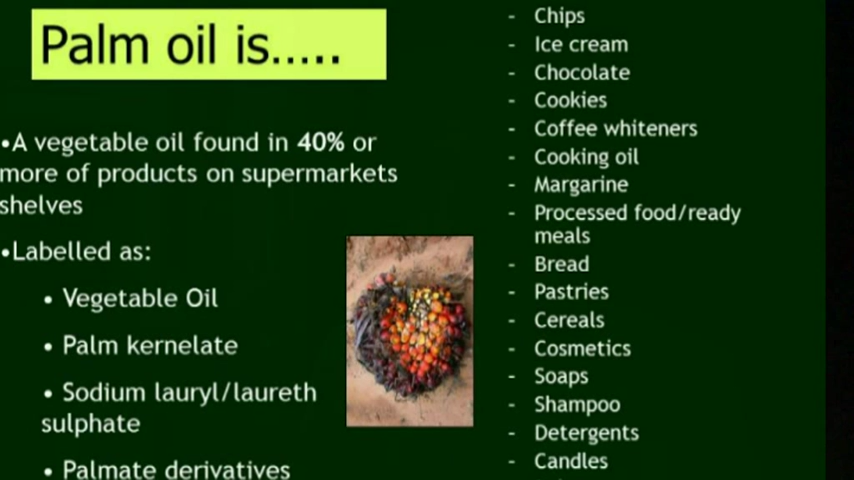 Palm oil is.....
•A vegetable oil found in 40% or
more of products on supermarkets
shelves
•Labelled as:
• Vegetable Oil
• Palm kernelate
• Sodium lauryl/laureth
sulphate
• Palmate derivatives
- Chips
- Ice cream
- Chocolate
- Cookies
- Coffee whiteners
- Cooking oil
- Margarine
- Processed food/ready
meals
- Bread
- Pastries
- Cereals
- Cosmetics
- Soaps
- Shampoo
- Detergents
- Candles